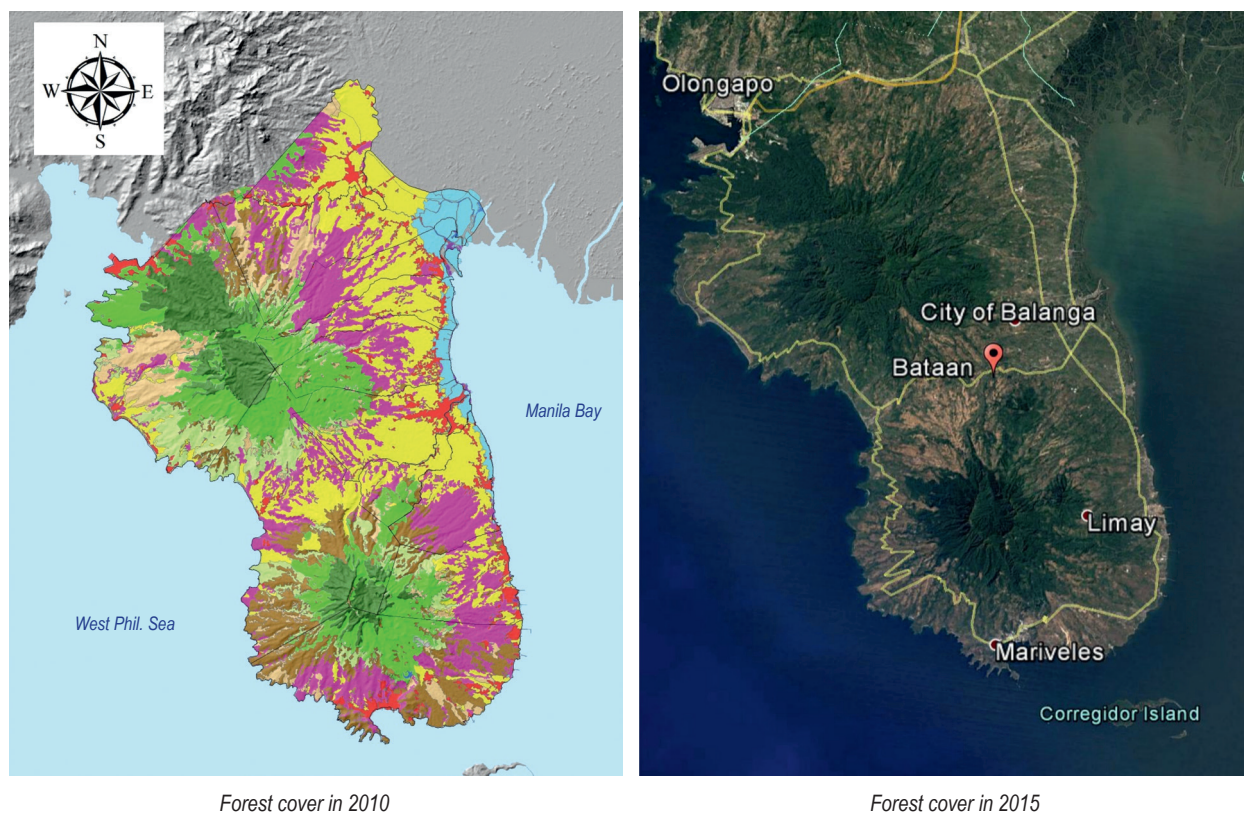 N
W E
S
Manila Bay
West Phil. Sea
Forest cover in 2010
Olongapo
City of Balanga
Bataan
Limay
Mariveles
Corregidor Island
Forest cover in 2015